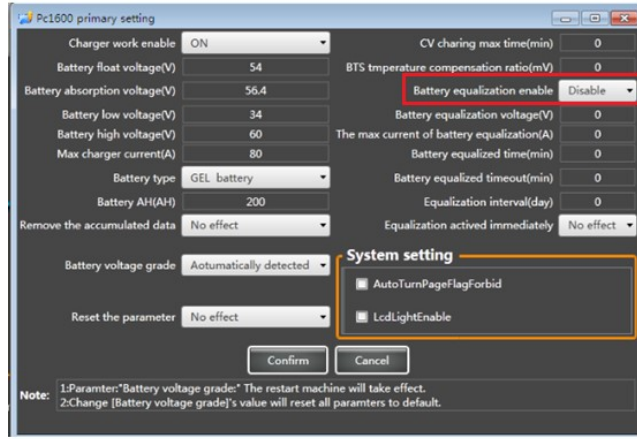 Pc1600 primary setting
Charger work enable ON CV charing max time(min) 0
Battery float voltage(V) 54 BTS tmperature compensation ratio(mV) 0
Battery absorption voltage(V) 56.4 Battery equalization enable Disable
Battery low voltage(V) 34 Battery equalization voltage(V) 0
Battery high voltage(V) 60 The max current of battery equalization(A) 0
Max charger current(A) 80 Battery equalized time(min) 0
Battery type GEL battery Battery equalized timeout(min) 0
Battery AH(AH) 200 Equalization interval(day) 0
Remove the accumulated data No effect Equalization actived immediately No effect
System setting
Battery voltage grade Aotumatically detected
AutoTurnPageFlagForbid
Reset the parameter No effect LcdLightEnable
Confirm Cancel
Note: 1:Paramter:"Battery voltage grade:" The restart machine will take effect.
2:Change [Battery voltage grade]'s value will reset all paramters to default.